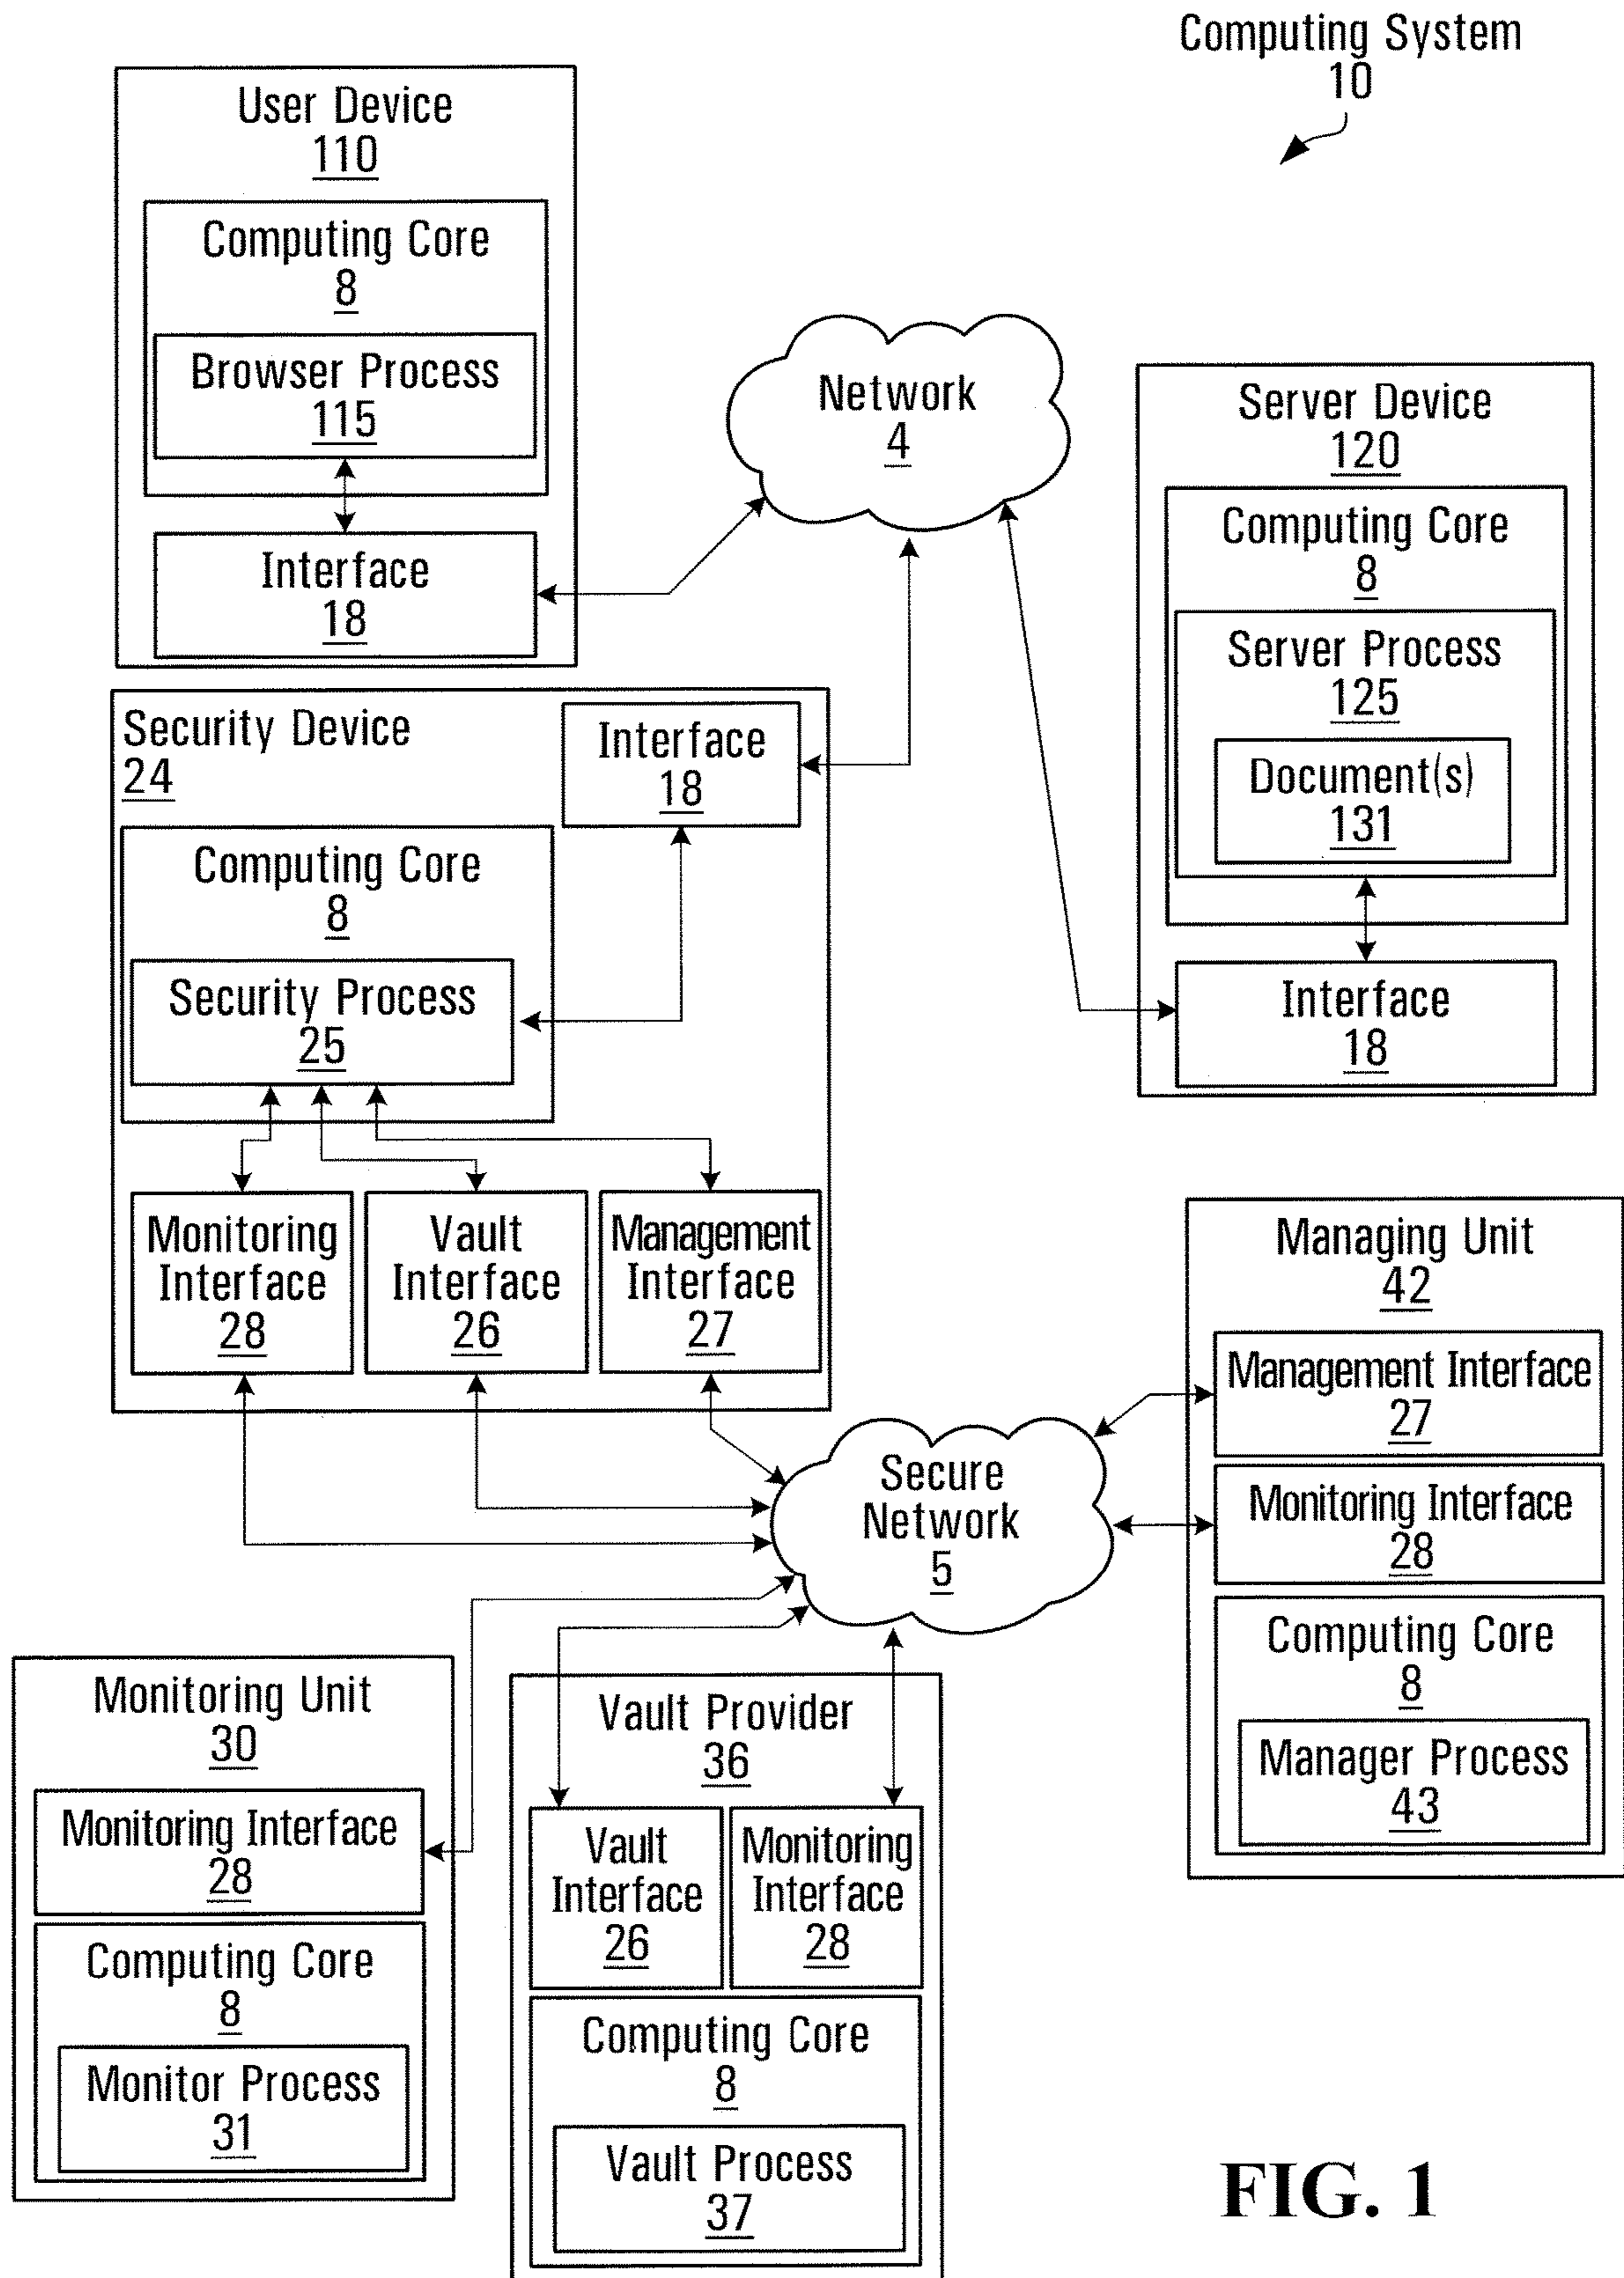 Computing System
10
User Device
110
Computing Core
8
Browser Process
115
Interface
18
Network
4
Server Device
120
Computing Core
8
Server Process
125
Document(s)
131
Interface
18
Security Device
24
Interface
18
Computing Core
8
Security Process
25
Monitoring
Interface
28
Vault
Interface
26
Management
Interface
27
Secure
Network
5
Managing Unit
42
Management Interface
27
Monitoring Interface
28
Computing Core
8
Manager Process
43
Monitoring Unit
30
Monitoring Interface
28
Computing Core
8
Monitor Process
31
Vault Provider
36
Vault
Interface
26
Monitoring
Interface
28
Computing Core
8
Vault Process
37
FIG. 1